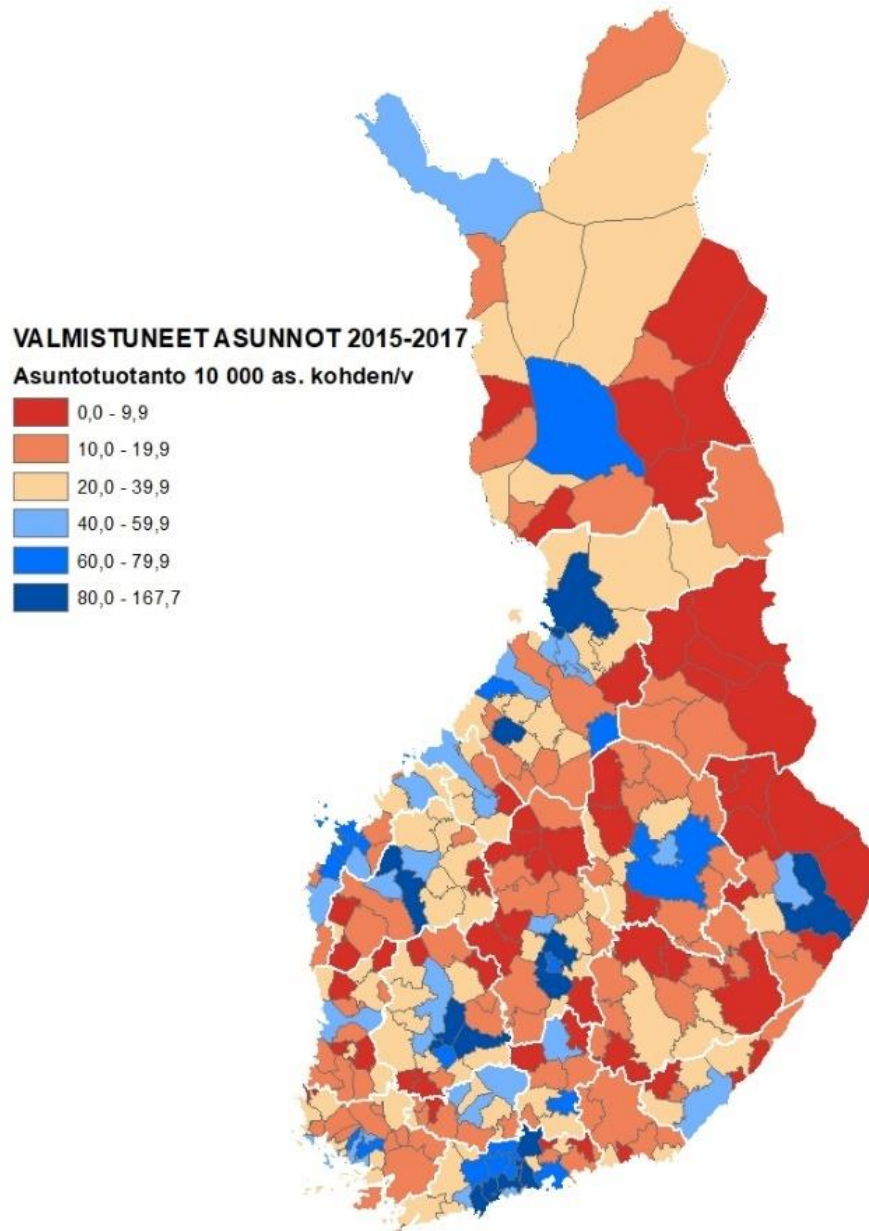 VALMISTUNEET ASUNNOT 2015-2017
Asuntotuotanto 10 000 as. kohden/v
0,0 - 9,9
10,0 - 19,9
20,0 - 39,9
40,0 - 59,9
60,0 - 79,9
80,0 - 167,7